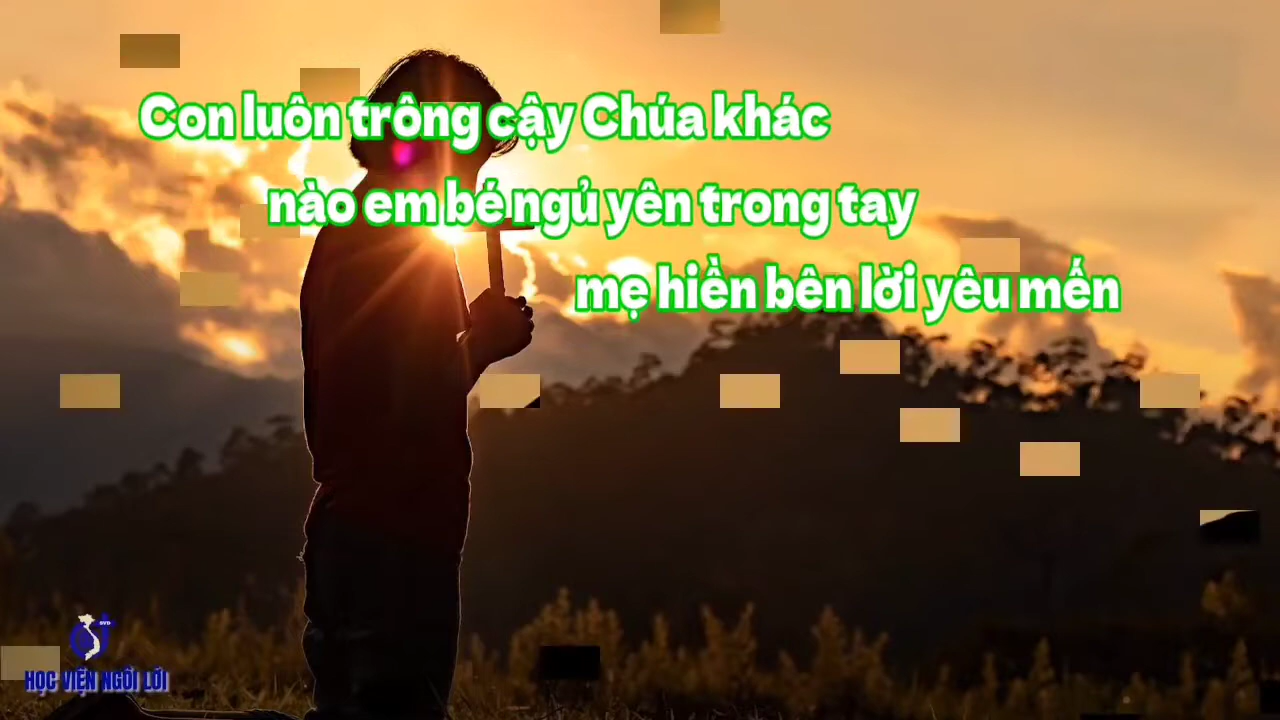 Con luôn trông cậy Chúa khác
nào em bé ngủ yên trong tay
mẹ hiền bên lời yêu mến
SVD
HỌC VIỆN NGÔI LỜI